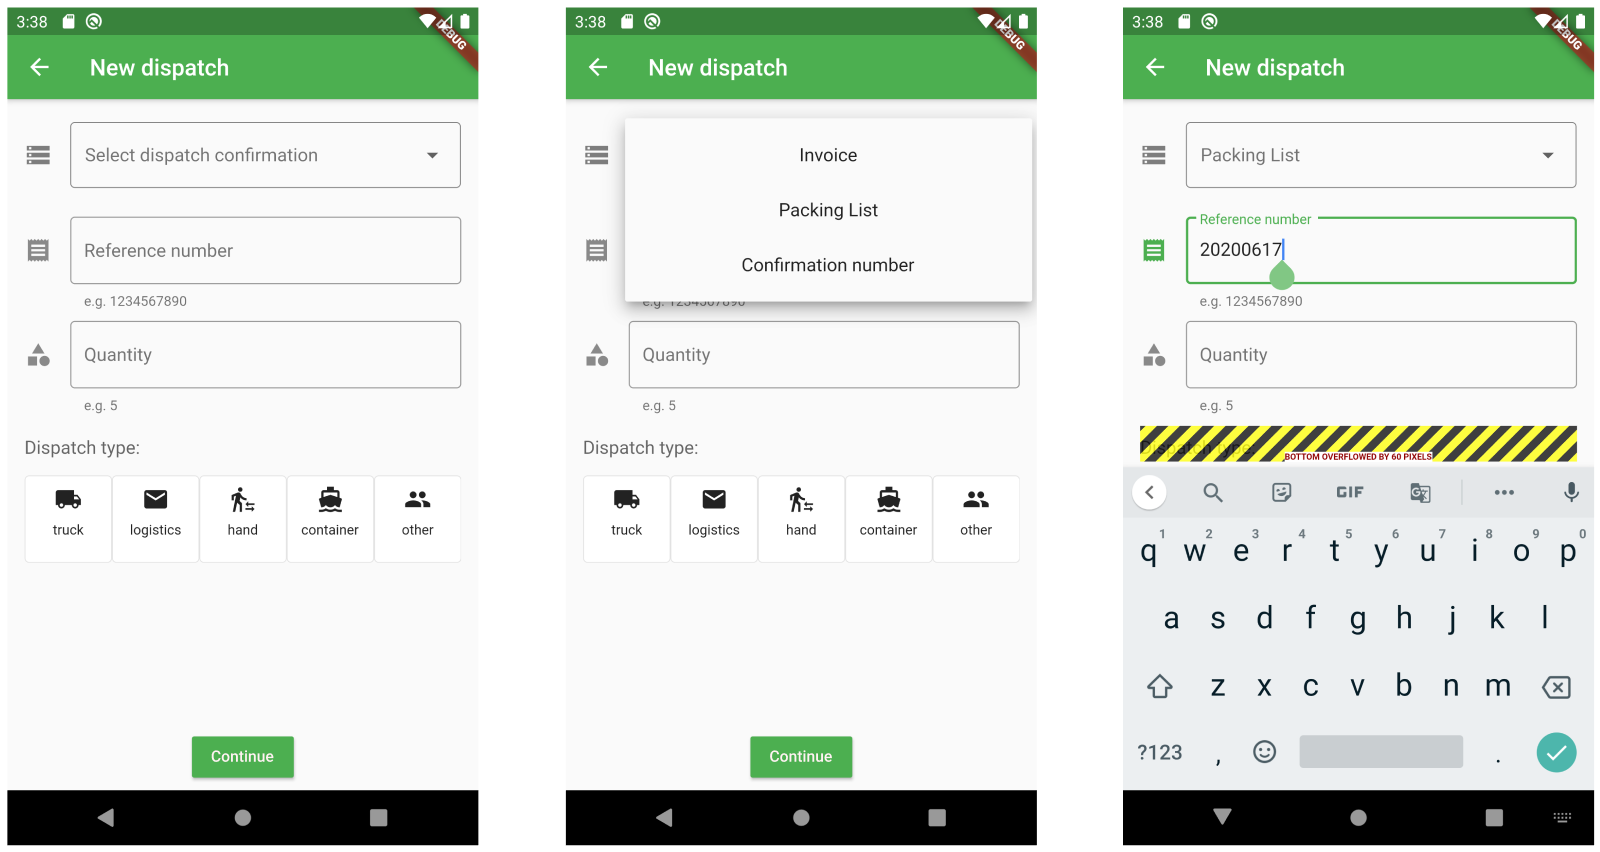 3:38
DEBUG
New dispatch
Select dispatch confirmation
Reference number
e.g. 1234567890
Quantity
e.g. 5
Dispatch type:
truck logistics hand container other
Continue
3:38
DEBUG
New dispatch
Invoice
Packing List
Confirmation number
e.g. 1234567890
Quantity
e.g. 5
Dispatch type:
truck logistics hand container other
Continue
3:38
DEBUG
New dispatch
Packing List
Reference number
20200617
e.g. 1234567890
Quantity
e.g. 5
Dispatch type:
BOTTOM OVERFLOWED BY 60 PIXELS
GIF G
1 2 3 4 5 6 7 8 9 0
q w e r t y u i o p
a s d f g h j k l
z x c v b n m
?123 , .